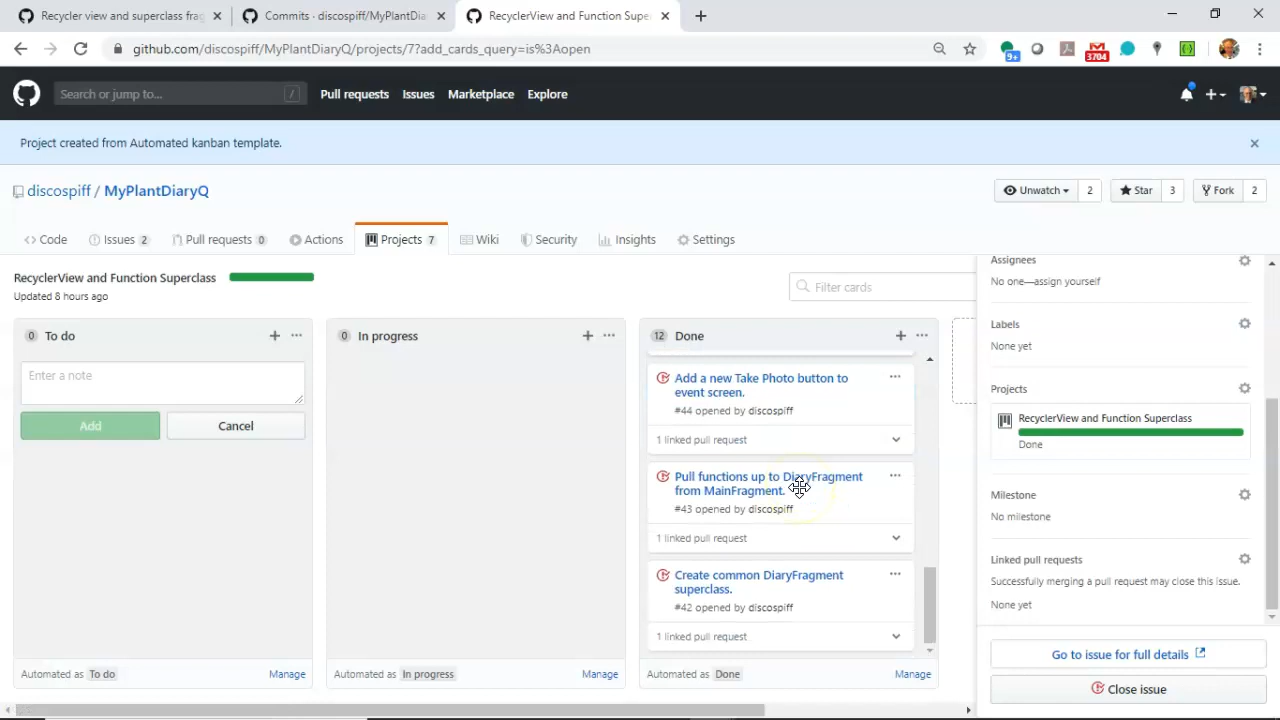 Recycler view and superclass frag
Commits · discospiff/MyPlantDia
RecyclerView and Function Supe
github.com/discospiff/MyPlantDiaryQ/projects/7?add_cards_query=is%3Aopen
9+
3704
Search or jump to...
/
Pull requests
Issues
Marketplace
Explore
Project created from Automated kanban template.
discospiff / MyPlantDiaryQ
Unwatch 2
Star 3
Fork 2
Code
Issues 2
Pull requests 0
Actions
Projects 7
Wiki
Security
Insights
Settings
RecyclerView and Function Superclass
Updated 8 hours ago
Filter cards
0 To do
Enter a note
Add
Cancel
Automated as To do
Manage
0 In progress
Automated as In progress
Manage
12 Done
Add a new Take Photo button to
event screen.
#44 opened by discospiff
1 linked pull request
Pull functions up to DiaryFragment
from MainFragment.
#43 opened by discospiff
1 linked pull request
Create common DiaryFragment
superclass.
#42 opened by discospiff
1 linked pull request
Automated as Done
Manage
Assignees
No one—assign yourself
Labels
None yet
Projects
RecyclerView and Function Superclass
Done
Milestone
No milestone
Linked pull requests
Successfully merging a pull request may close this issue.
None yet
Go to issue for full details
Close issue